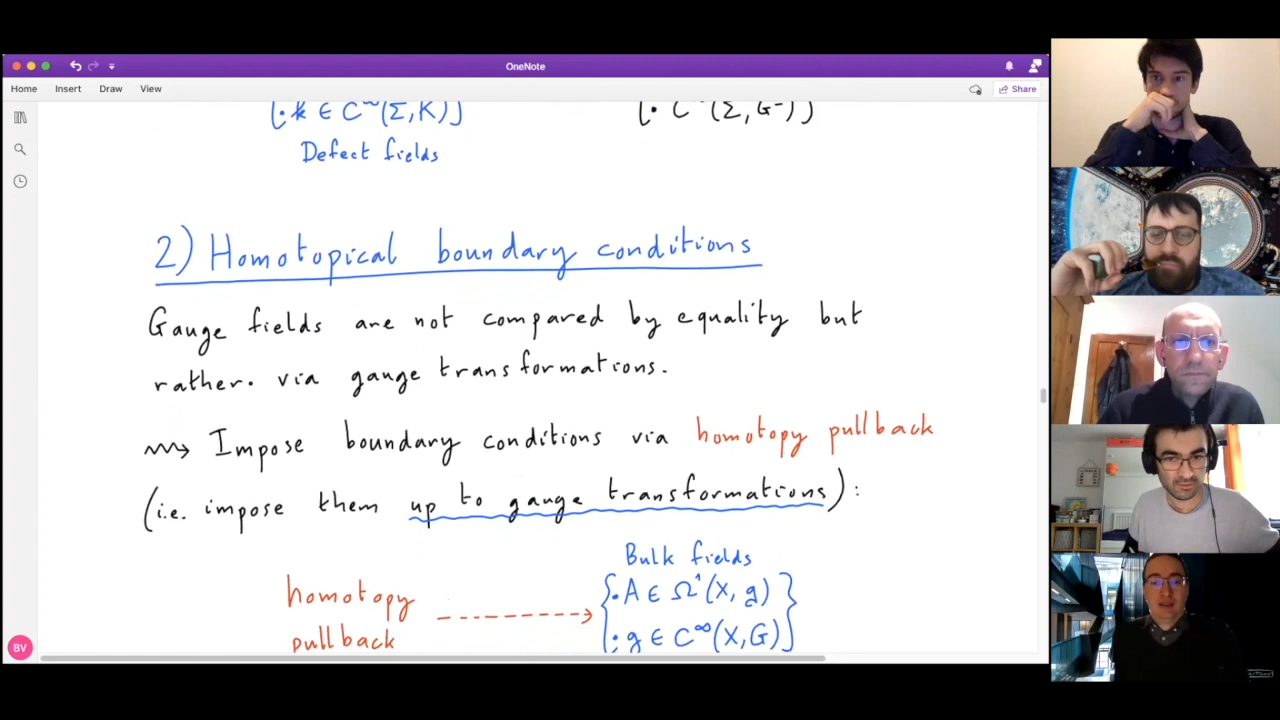 OneNote
Home Insert Draw View Share
[· k ∈ C^∞(Σ, K)]
Defect fields
2) Homotopical boundary conditions
Gauge fields are not compared by equality but
rather. via gauge transformations.
⇝ Impose boundary conditions via homotopy pullback
(i.e. impose them up to gauge transformations):
Bulk fields
homotopy
pullback
{· A ∈ Ω¹(X, g)}
{· g ∈ C^∞(X, G)}
BV